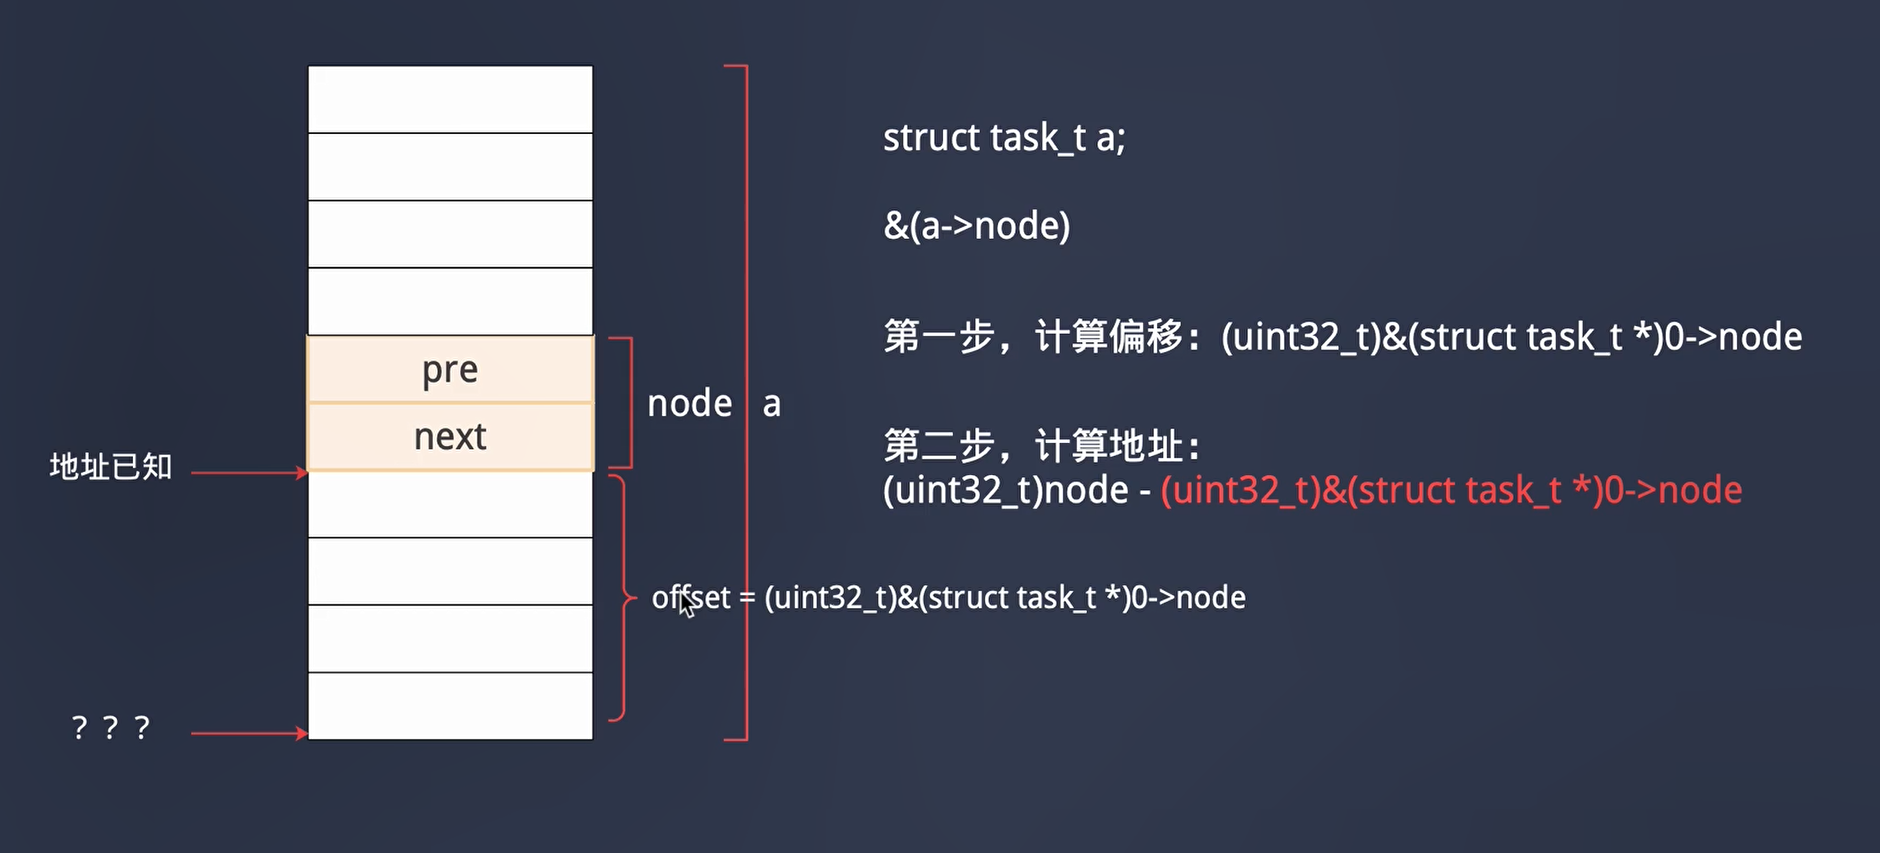 struct task_t a;
&(a->node)
第一步，计算偏移：(uint32_t)&(struct task_t *)0->node
pre
node
a
next
第二步，计算地址：
地址已知
(uint32_t)node - (uint32_t)&(struct task_t *)0->node
offset = (uint32_t)&(struct task_t *)0->node
？？？